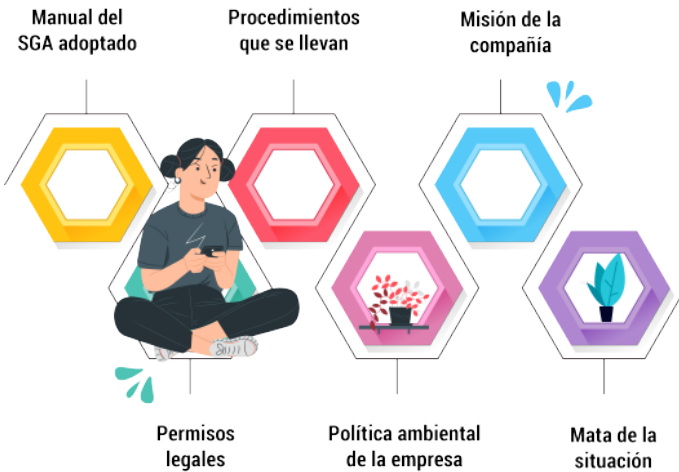 Manual del
SGA adoptado
Procedimientos
que se llevan
Misión de la
compañía
Permisos
legales
Política ambiental
de la empresa
Mata de la
situación